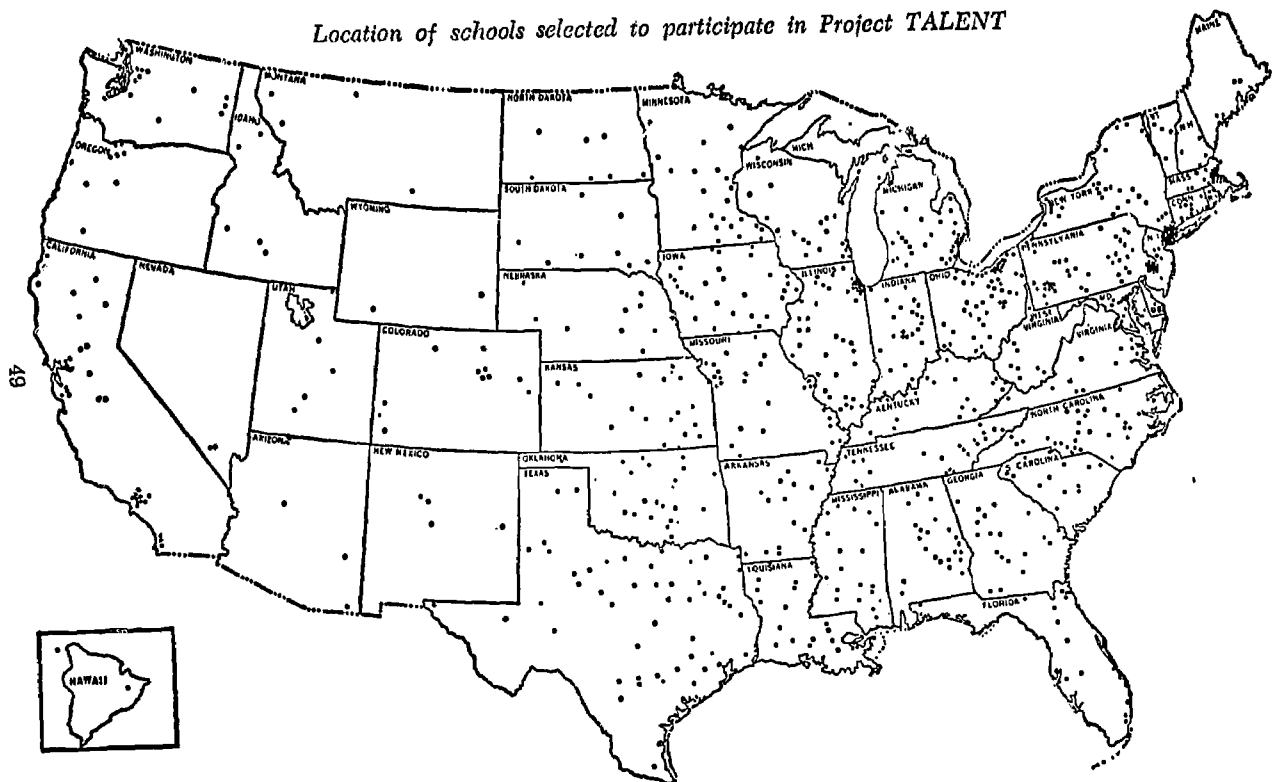 Location of schools selected to participate in Project TALENT
WASHINGTON
MONTANA
NORTH DAKOTA
MINNESOTA
MAINE
IDAHO
OREGON
SOUTH DAKOTA
WISCONSIN
MICH
MICHIGAN
VT
N H
MASS
CONN
R I
NEW YORK
WYOMING
CALIFORNIA
NEVADA
UTAH
NEBRASKA
IOWA
ILLINOIS
INDIANA
OHIO
PENNSYLVANIA
N J
MD
WEST
VIRGINIA
VIRGINIA
COLORADO
KANSAS
MISSOURI
KENTUCKY
NORTH CAROLINA
49
ARIZONA
NEW MEXICO
OKLAHOMA
TEXAS
ARKANSAS
TENNESSEE
CAROLINA
MISSISSIPPI
ALABAMA
GEORGIA
LOUISIANA
FLORIDA
HAWAII